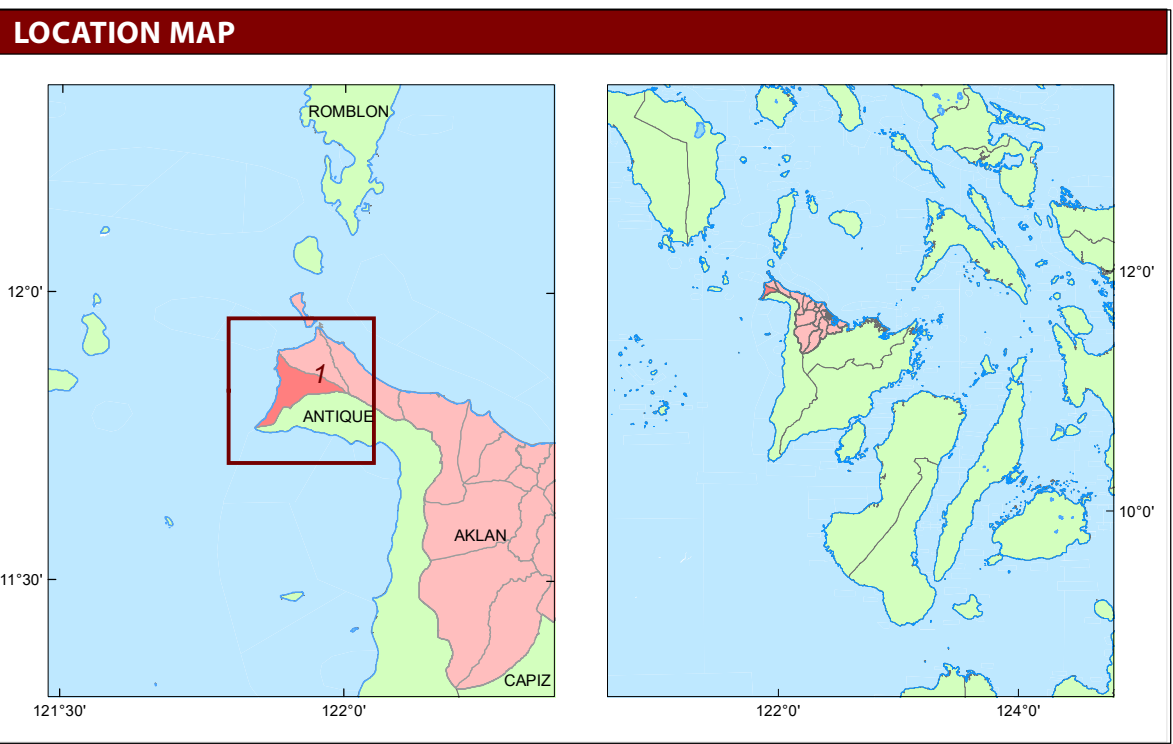 LOCATION MAP
ROMBLON
12°0'
1
ANTIQUE
AKLAN
11°30'
CAPIZ
121°30'
122°0'
12°0'
10°0'
122°0'
124°0'